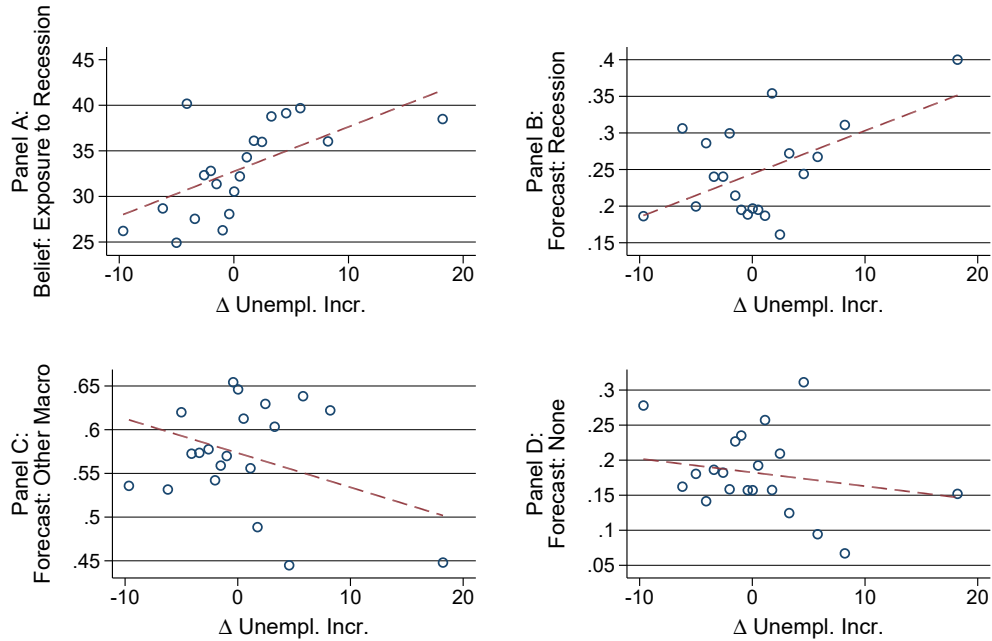 Panel A:
Belief: Exposure to Recession
45
40
35
30
25
-10 0 10 20
Δ Unempl. Incr.
Panel B:
Forecast: Recession
.4
.35
.3
.25
.2
.15
-10 0 10 20
Δ Unempl. Incr.
Panel C:
Forecast: Other Macro
.65
.6
.55
.5
.45
-10 0 10 20
Δ Unempl. Incr.
Panel D:
Forecast: None
.3
.25
.2
.15
.1
.05
-10 0 10 20
Δ Unempl. Incr.